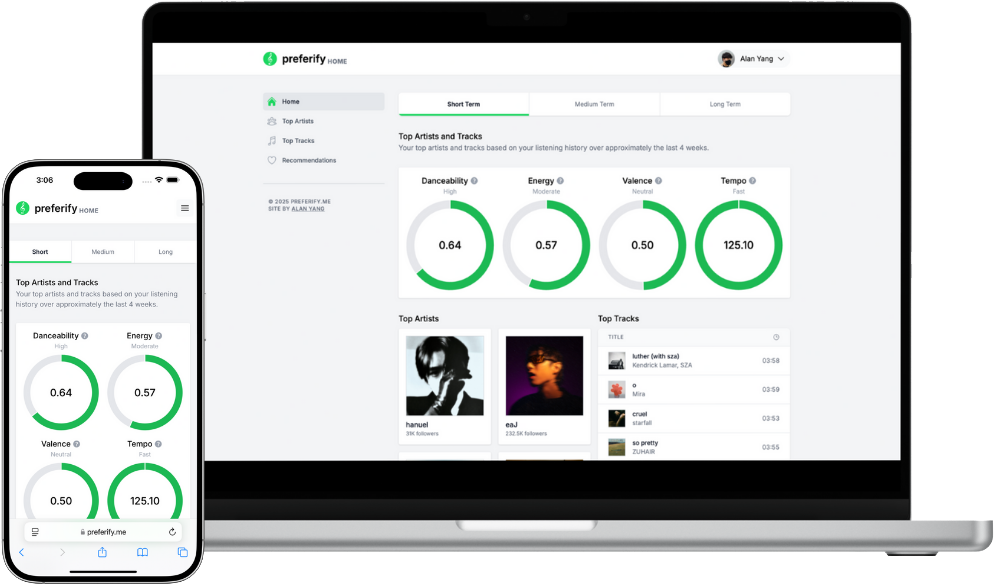 preferify HOME
Alan Yang
Home
Top Artists
Top Tracks
Recommendations
© 2025 PREFERIFY.ME
SITE BY ALAN YANG
Short Term
Medium Term
Long Term
Top Artists and Tracks
Your top artists and tracks based on your listening history over approximately the last 4 weeks.
Danceability ?
High
0.64
Energy ?
Moderate
0.57
Valence ?
Neutral
0.50
Tempo ?
Fast
125.10
Top Artists
hanuel
31K followers
eaJ
232.5K followers
Top Tracks
TITLE
luther (with sza)
Kendrick Lamar, SZA
03:58
o
Mira
03:59
cruel
starfall
03:53
so pretty
ZUHAIR
03:55
3:06
preferify HOME
Short
Medium
Long
Top Artists and Tracks
Your top artists and tracks based on your listening
history over approximately the last 4 weeks.
Danceability ?
High
0.64
Energy ?
Moderate
0.57
Valence ?
Neutral
0.50
Tempo ?
Fast
125.10
preferify.me